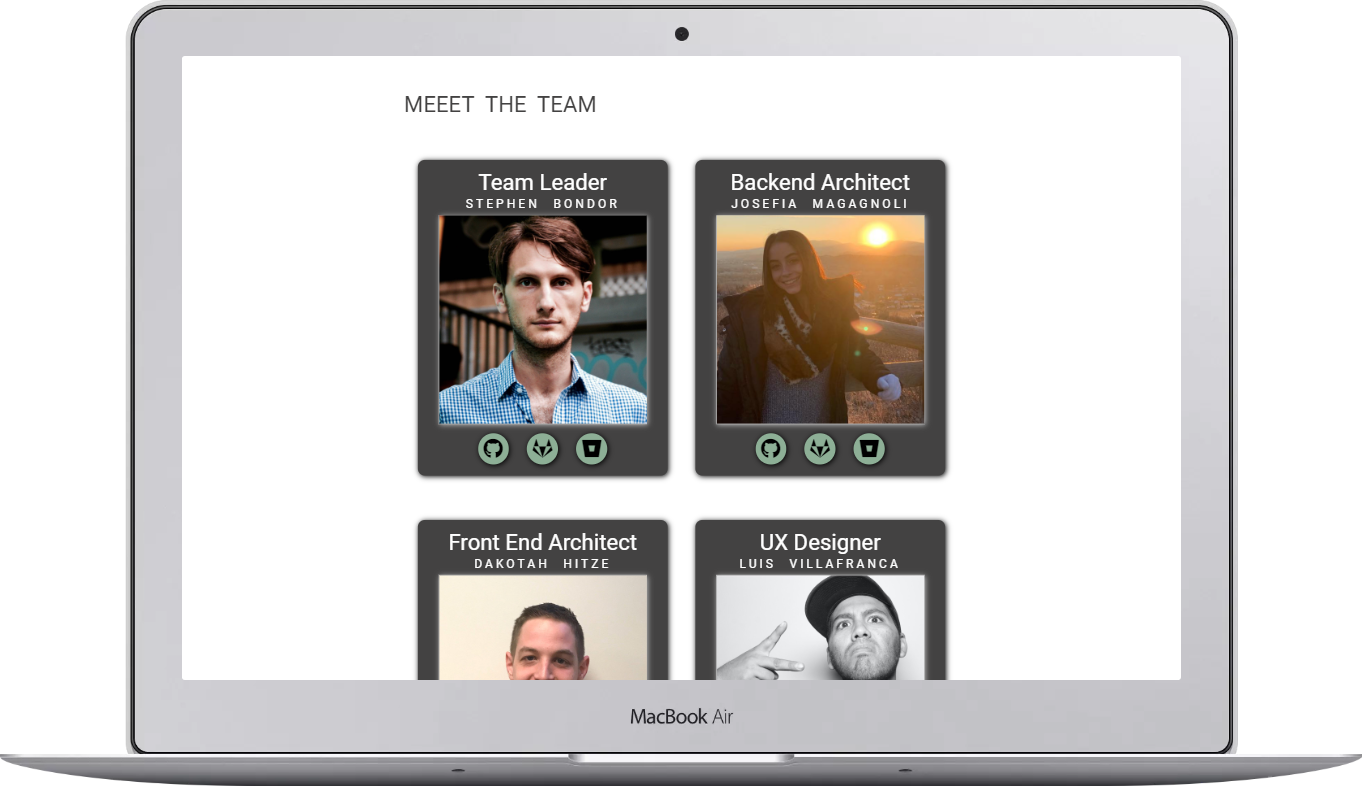 MEEET THE TEAM
Team Leader
STEPHEN BONDOR
Backend Architect
JOSEFIA MAGAGNOLI
Front End Architect
DAKOTAH HITZE
UX Designer
LUIS VILLAFRANCA
MacBook Air